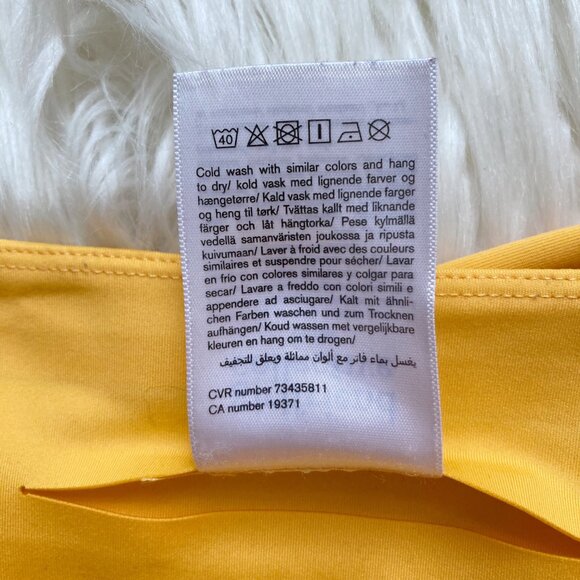 40
Cold wash with similar colors and hang
to dry/ kold vask med lignende farver og
hængetørre/ Kald vask med lignende farger
og heng til tørk/ Tvättas kallt med liknande
färger och låt hängtorka/ Pese kylmällä
vedellä samanväristen joukossa ja ripusta
kuivumaan/ Laver à froid avec des couleurs
similaires et suspendre pour sécher/ Lavar
en frio con colores similares y colgar para
secar/ Lavare a freddo con colori simili e
appendere ad asciugare/ Kalt mit ähnli-
chen Farben waschen und zum Trocknen
aufhängen/ Koud wassen met vergelijkbare
kleuren en hang om te drogen/
يغسل بماء فاتر مع ألوان مماثلة ويعلق للتجفيف
CVR number 73435811
CA number 19371